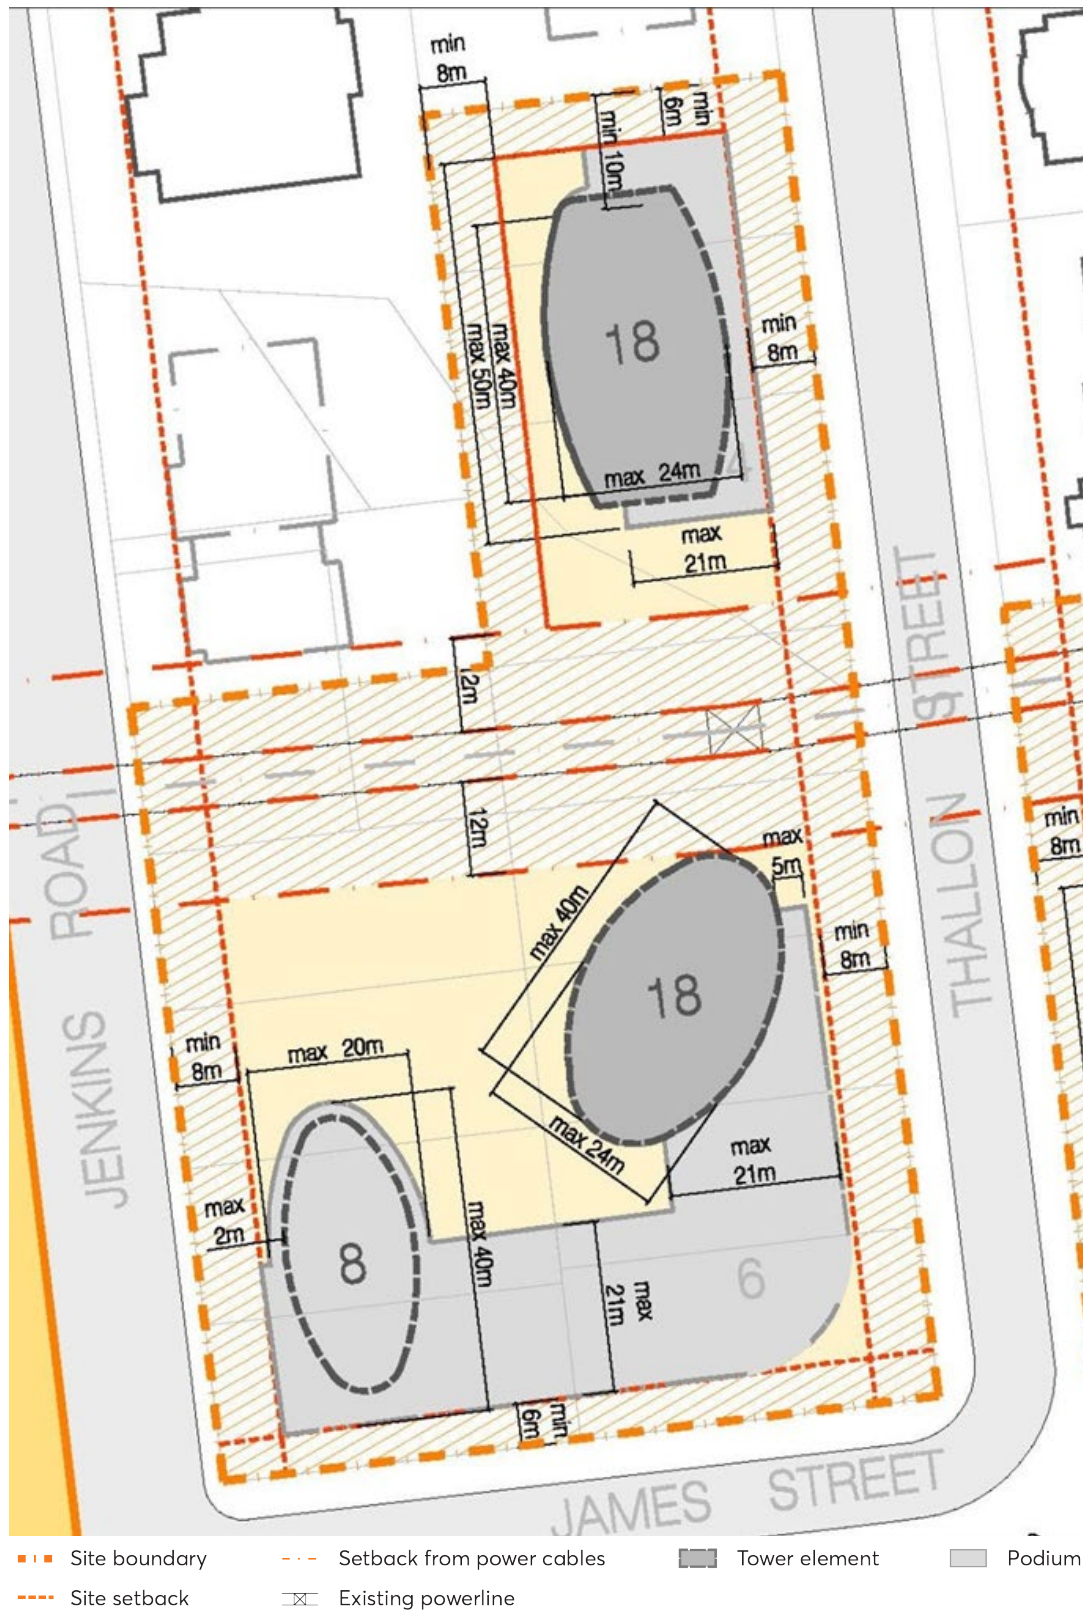 min
8m
min
6m
min 10m
18
max 50m
max 40m
min
8m
4
max 24m
max
21m
STREET
12m
12m
ROAD
THALLON
max
5m
min
8m
max 40m
18
min
8m
JENKINS
min
8m
max 20m
max 24m
max
21m
max
2m
8
max 40m
max
21m
6
min
6m
JAMES STREET
Site boundary
Setback from power cables
Tower element
Podium
Site setback
Existing powerline